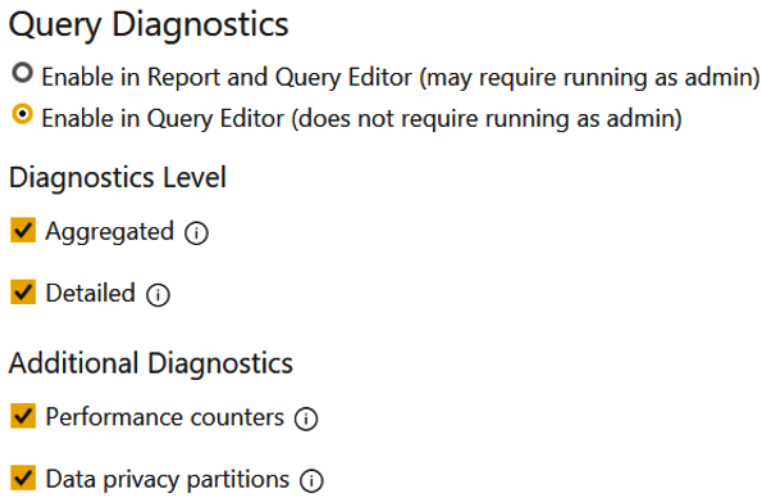 Query Diagnostics
Enable in Report and Query Editor (may require running as admin)
Enable in Query Editor (does not require running as admin)
Diagnostics Level
Aggregated
Detailed
Additional Diagnostics
Performance counters
Data privacy partitions